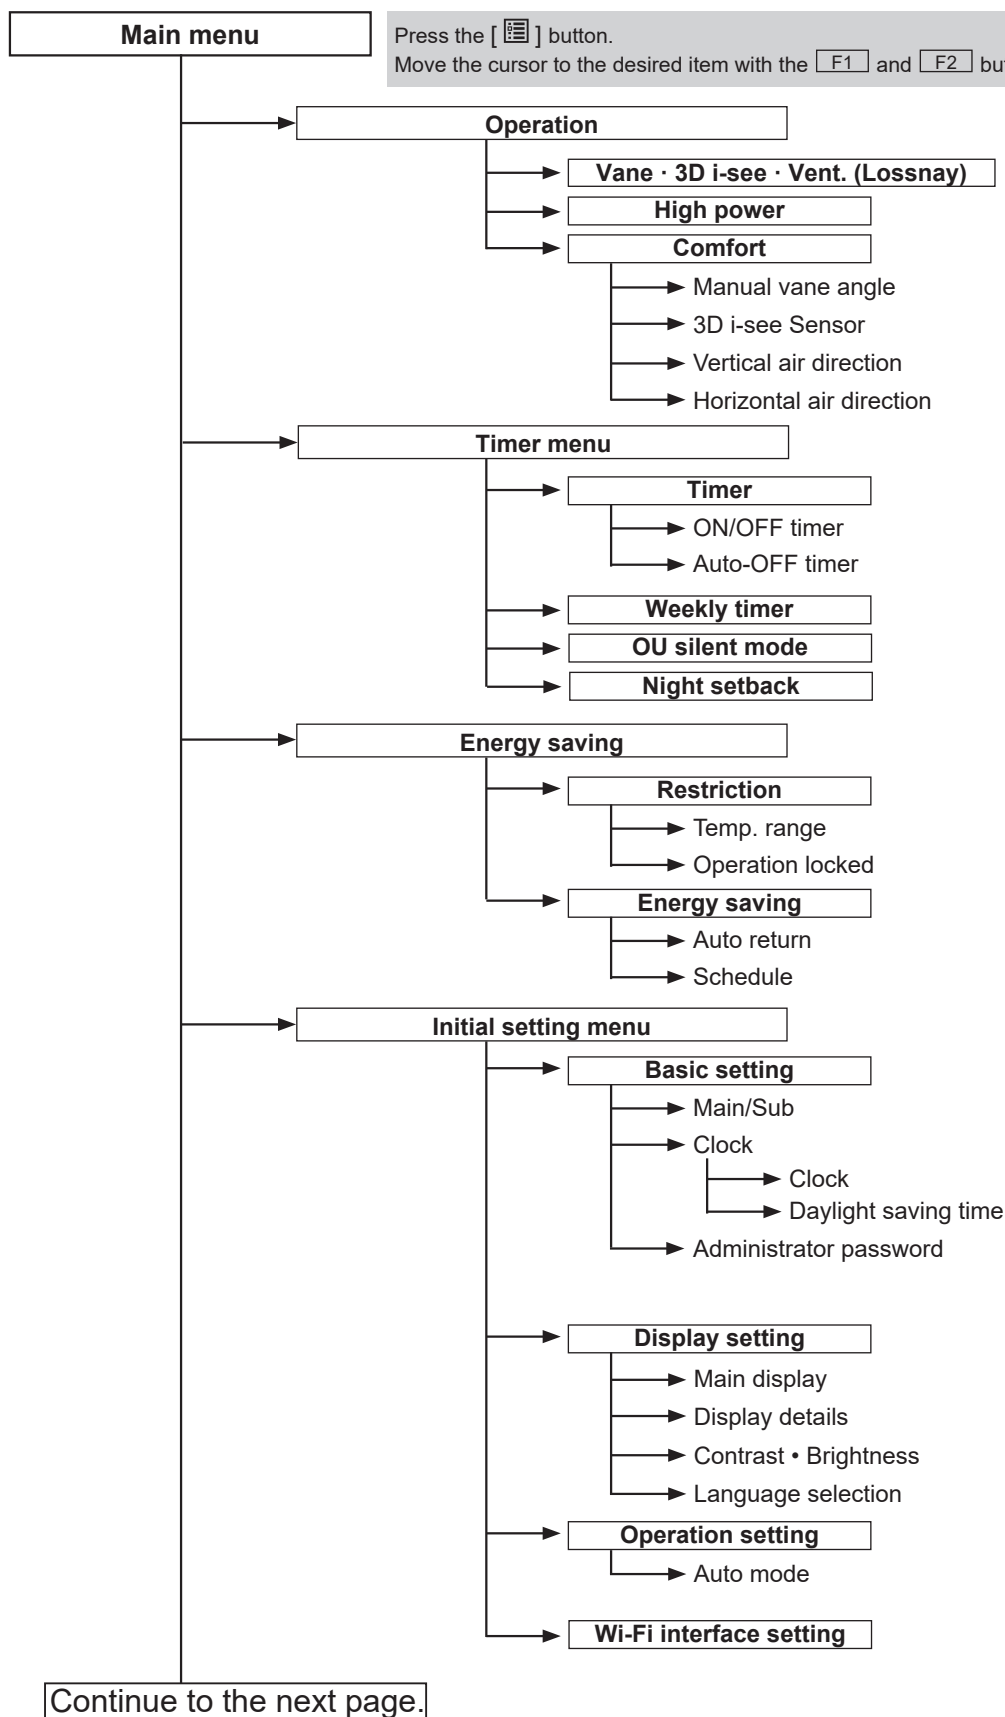 Main menu
Press the [ ] button.
Move the cursor to the desired item with the F1 and F2
Operation
Vane · 3D i-see · Vent. (Lossnay)
High power
Comfort
Manual vane angle
3D i-see Sensor
Vertical air direction
Horizontal air direction
Timer menu
Timer
ON/OFF timer
Auto-OFF timer
Weekly timer
OU silent mode
Night setback
Energy saving
Restriction
Temp. range
Operation locked
Energy saving
Auto return
Schedule
Initial setting menu
Basic setting
Main/Sub
Clock
Clock
Daylight saving time
Administrator password
Display setting
Main display
Display details
Contrast • Brightness
Language selection
Operation setting
Auto mode
Wi-Fi interface setting
Continue to the next page.